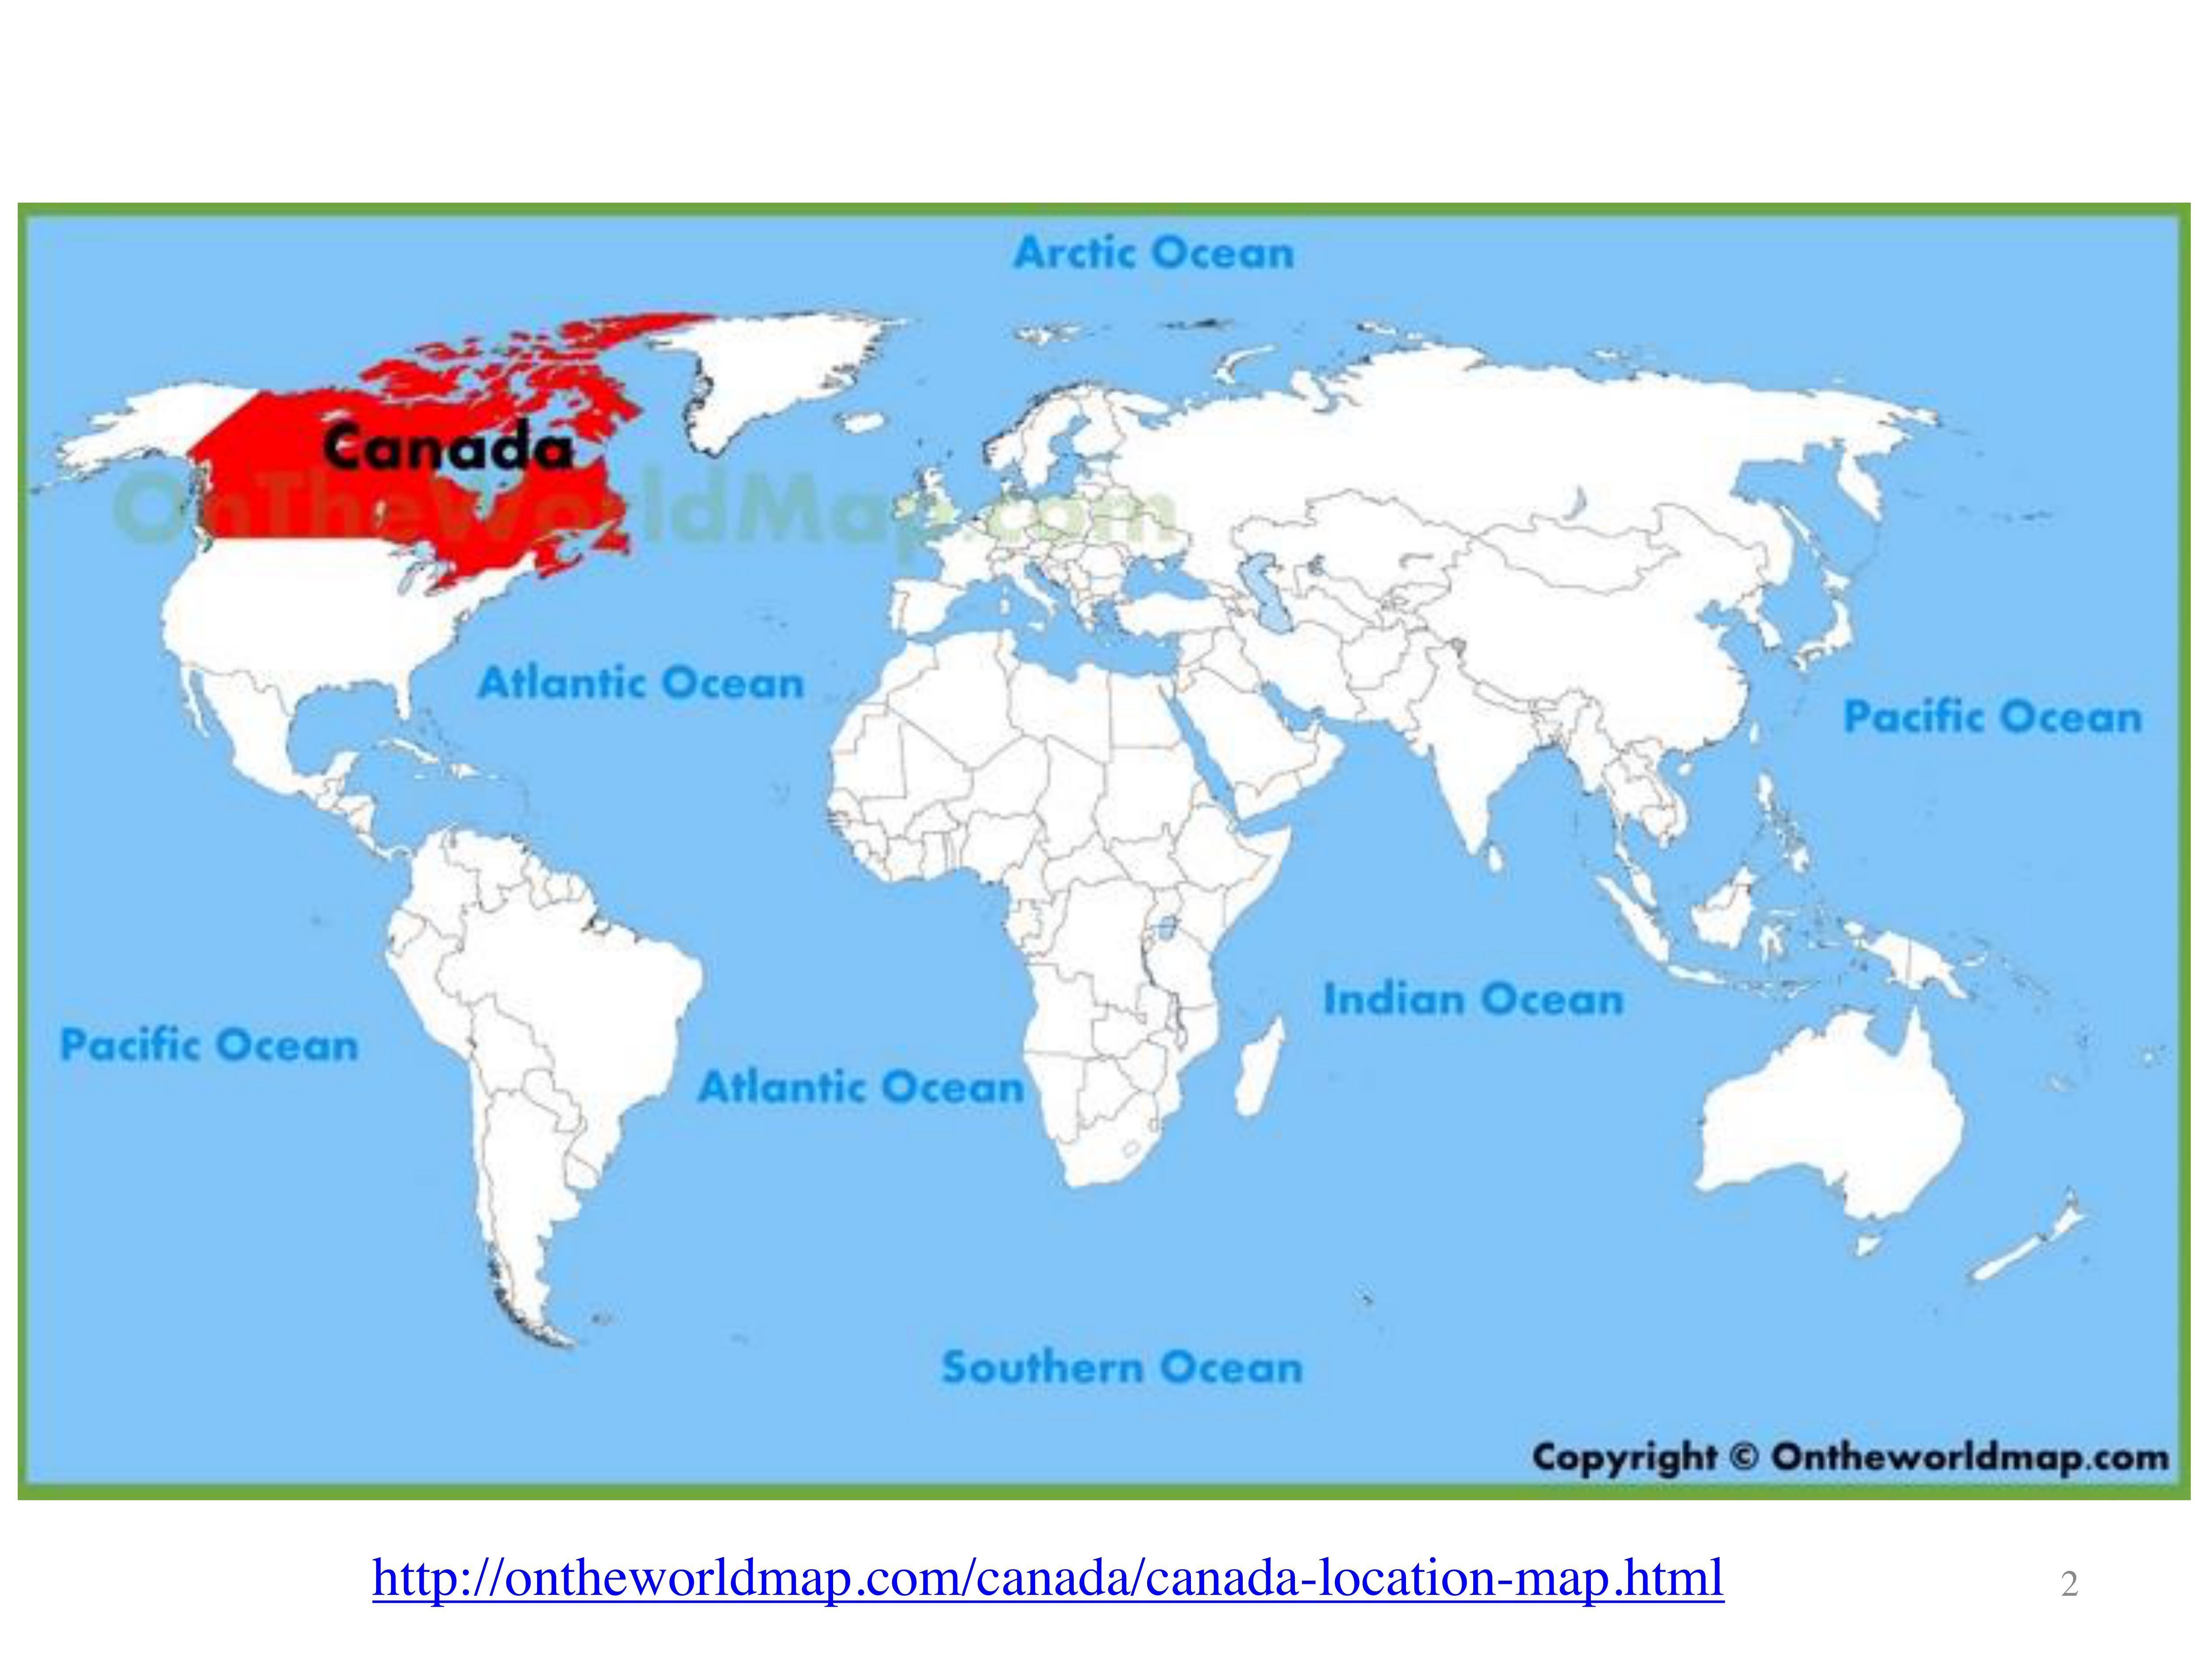 Arctic Ocean
Canada
OnTheWorldMap.com
Atlantic Ocean
Pacific Ocean
Indian Ocean
Pacific Ocean
Atlantic Ocean
Southern Ocean
Copyright © Ontheworldmap.com
http://ontheworldmap.com/canada/canada-location-map.html
2